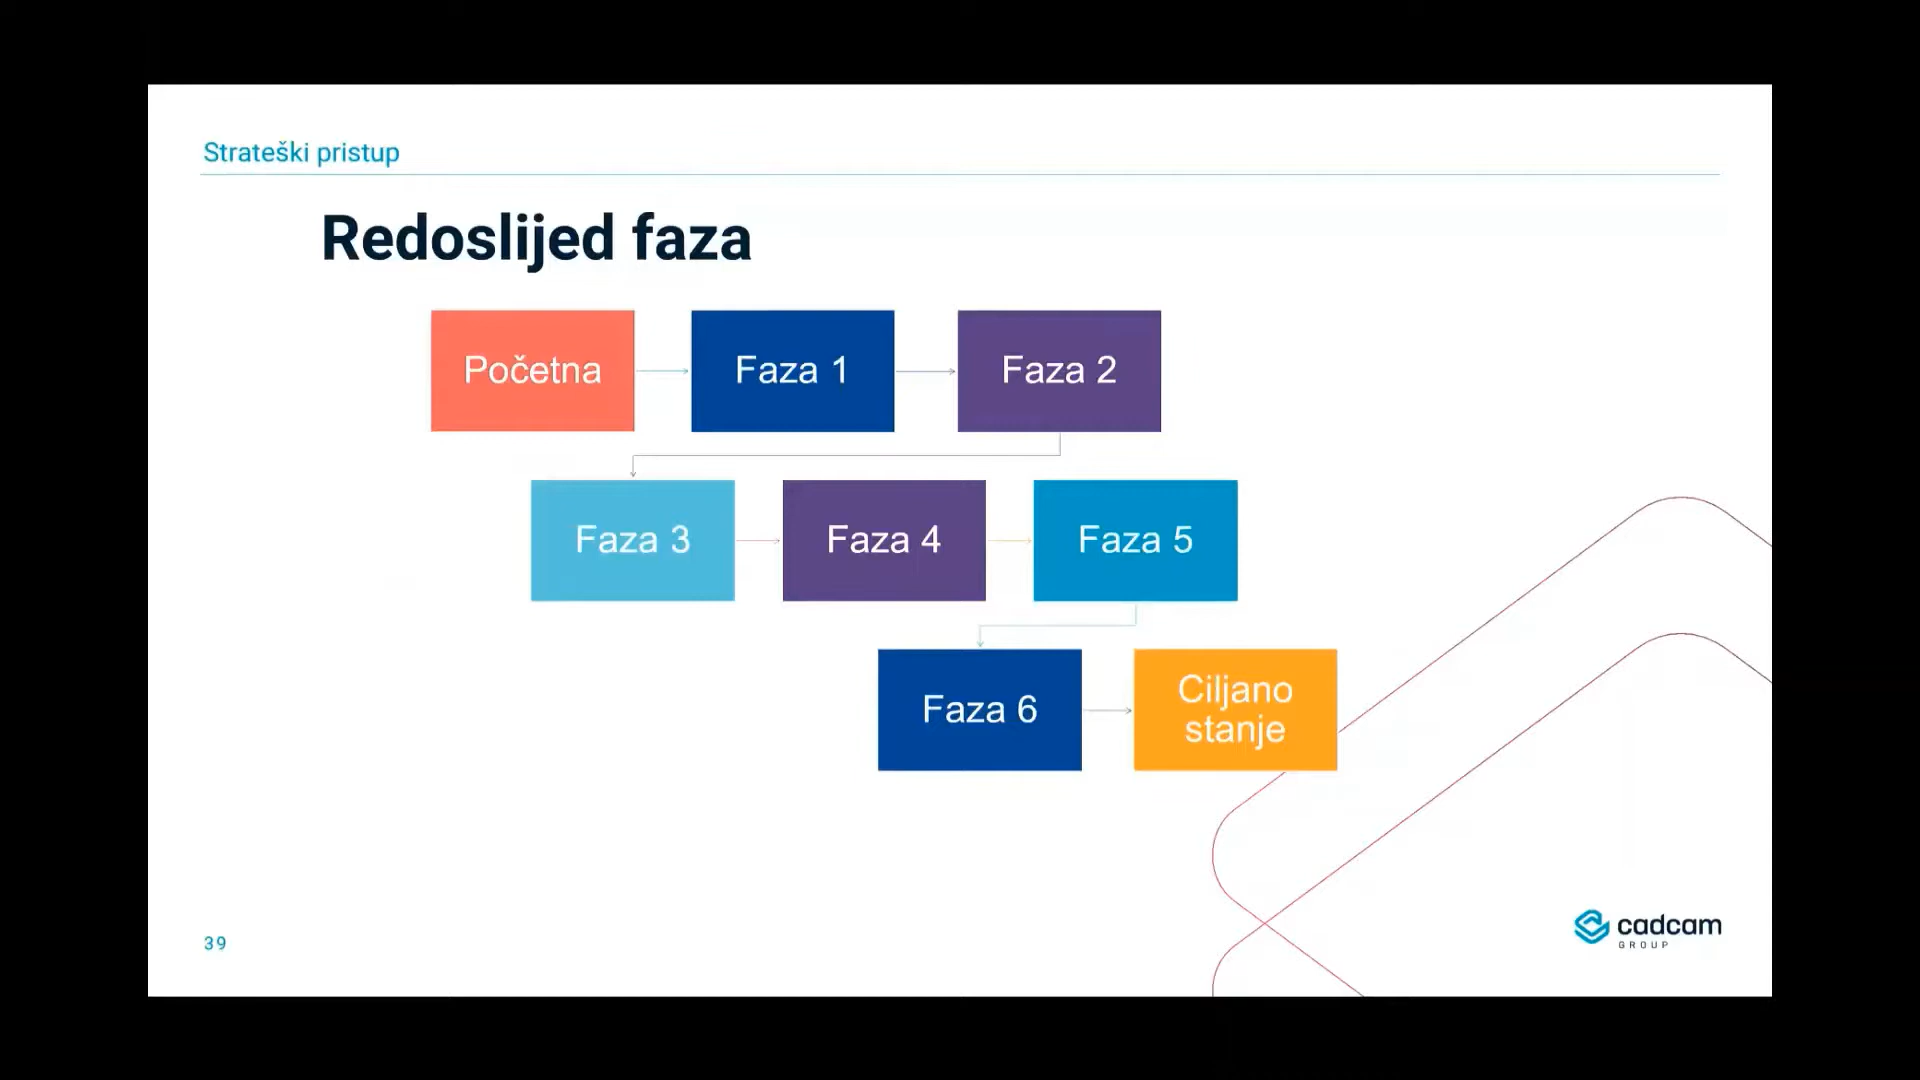 Strateški pristup
Redoslijed faza
Početna
Faza 1
Faza 2
Faza 3
Faza 4
Faza 5
Faza 6
Ciljano
stanje
39
cadcam
GROUP